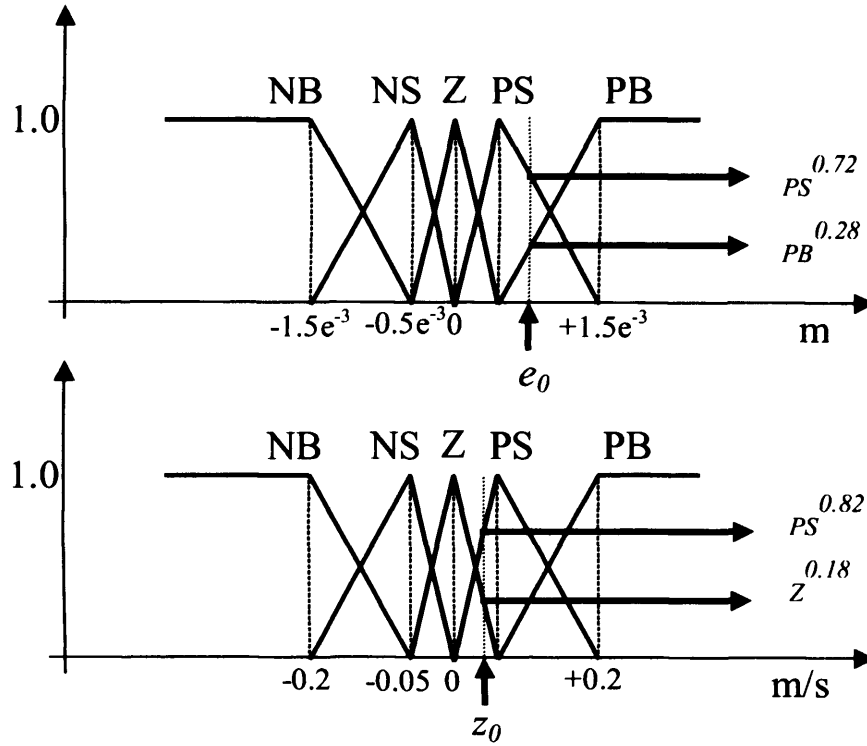 NB NS Z PS PB
1.0
PS^0.72
PB^0.28
-1.5e^-3 -0.5e^-3 0 +1.5e^-3 m
e_0
NB NS Z PS PB
1.0
PS^0.82
Z^0.18
-0.2 -0.05 0 +0.2 m/s
z_0